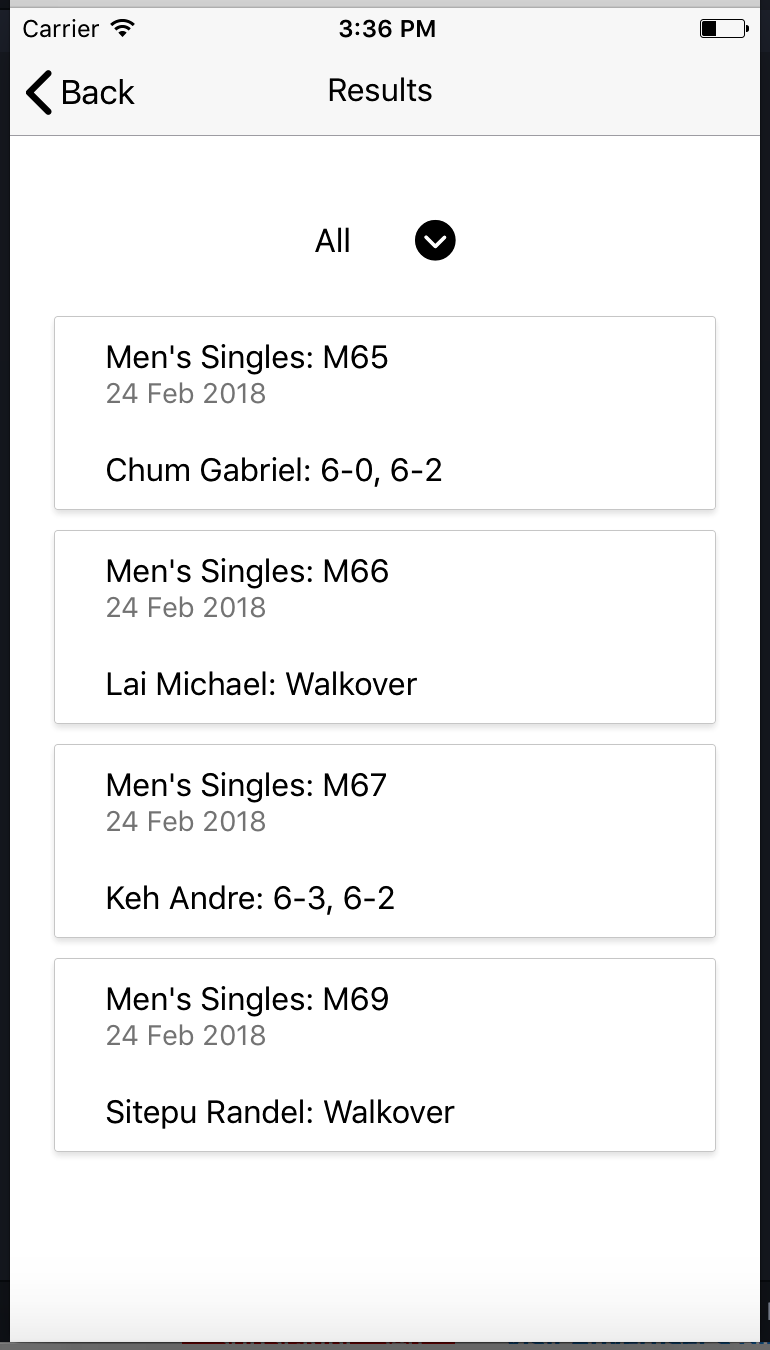 Carrier 3:36 PM
Back Results
All
Men's Singles: M65
24 Feb 2018
Chum Gabriel: 6-0, 6-2
Men's Singles: M66
24 Feb 2018
Lai Michael: Walkover
Men's Singles: M67
24 Feb 2018
Keh Andre: 6-3, 6-2
Men's Singles: M69
24 Feb 2018
Sitepu Randel: Walkover